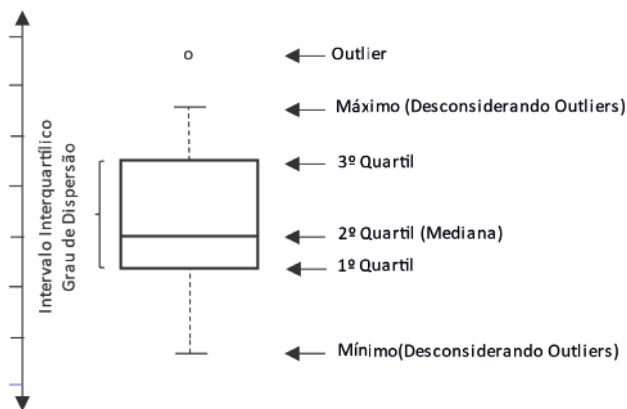 Outlier
Máximo (Desconsiderando Outliers)
3º Quartil
2º Quartil (Mediana)
1º Quartil
Mínimo(Desconsiderando Outliers)
Intervalo Interquartílico
Grau de Dispersão